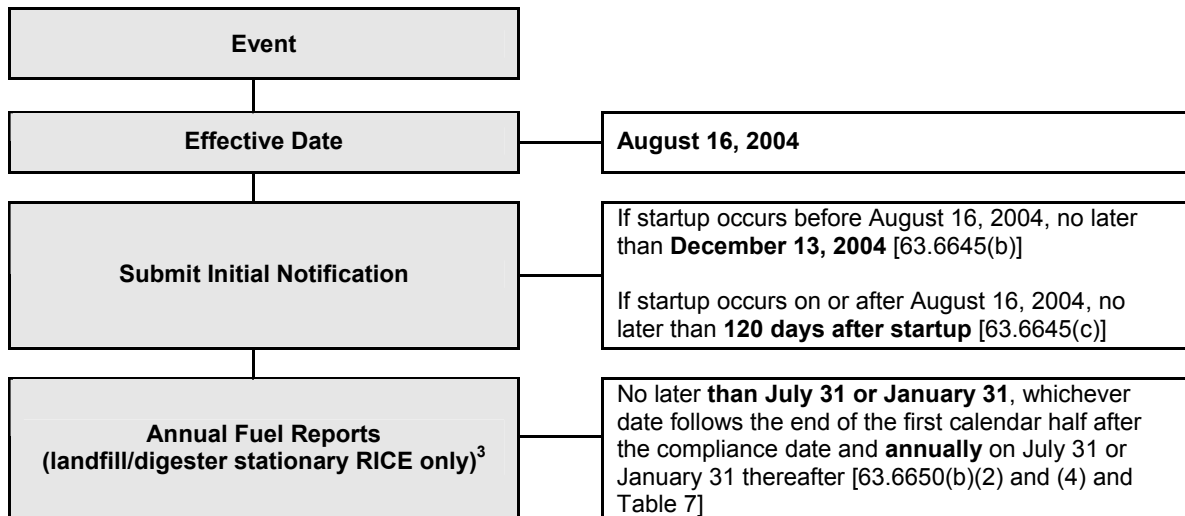 Event
Effective Date
August 16, 2004
Submit Initial Notification
If startup occurs before August 16, 2004, no later
than December 13, 2004 [63.6645(b)]
If startup occurs on or after August 16, 2004, no
later than 120 days after startup [63.6645(c)]
Annual Fuel Reports
(landfill/digester stationary RICE only)3
No later than July 31 or January 31, whichever
date follows the end of the first calendar half after
the compliance date and annually on July 31 or
January 31 thereafter [63.6650(b)(2) and (4) and
Table 7]